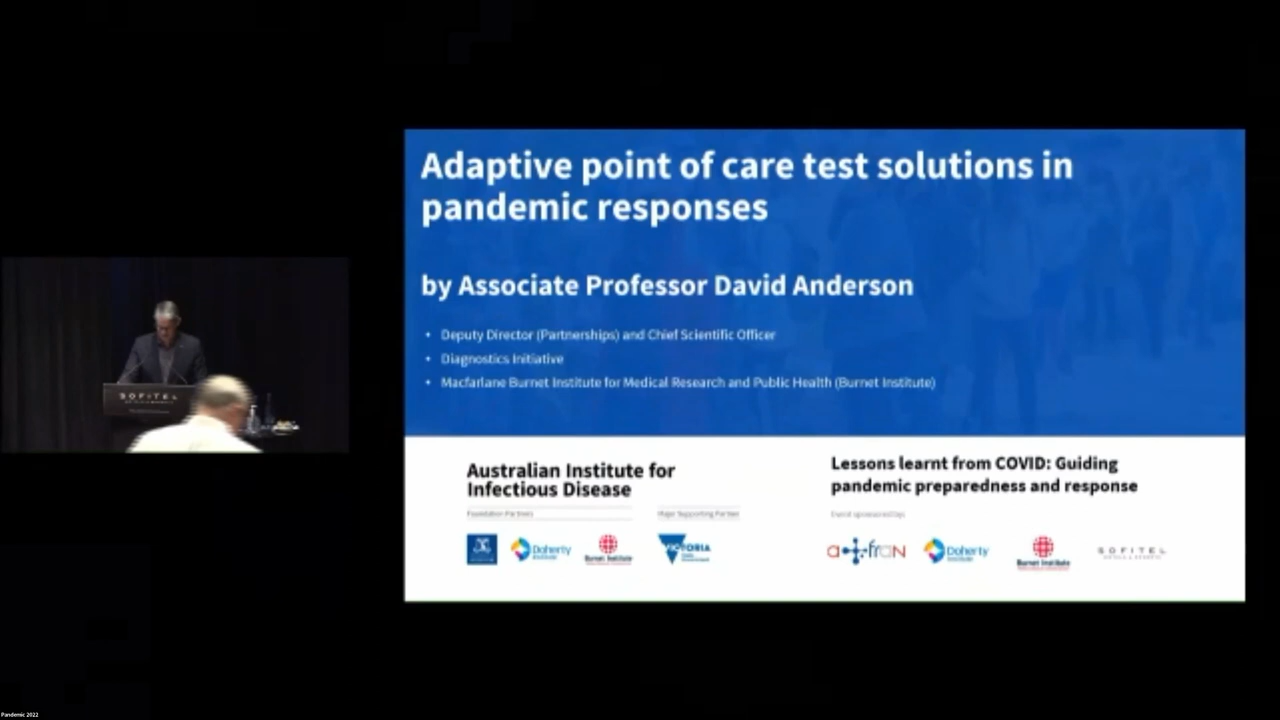 Adaptive point of care test solutions in
pandemic responses
by Associate Professor David Anderson
• Deputy Director (Partnerships) and Chief Scientific Officer
• Diagnostics Initiative
• Macfarlane Burnet Institute for Medical Research and Public Health (Burnet Institute)
Australian Institute for
Infectious Disease
Foundation Partners
Major Supporting Partner
Doherty
Institute
Burnet Institute
VICTORIA
Lessons learnt from COVID: Guiding
pandemic preparedness and response
Event sponsored by:
Doherty
Institute
Burnet Institute
SOFITEL
SOFITEL
Pandemic 2022